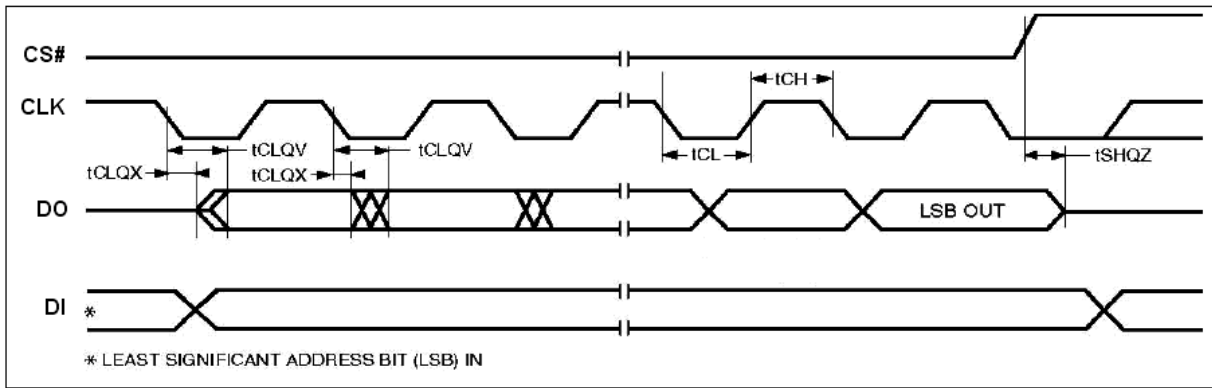 CS#
tCH
CLK
tCLQV
tCLQV
tCL
tSHQZ
tCLQX
tCLQX
DO
LSB OUT
DI
*
* LEAST SIGNIFICANT ADDRESS BIT (LSB) IN